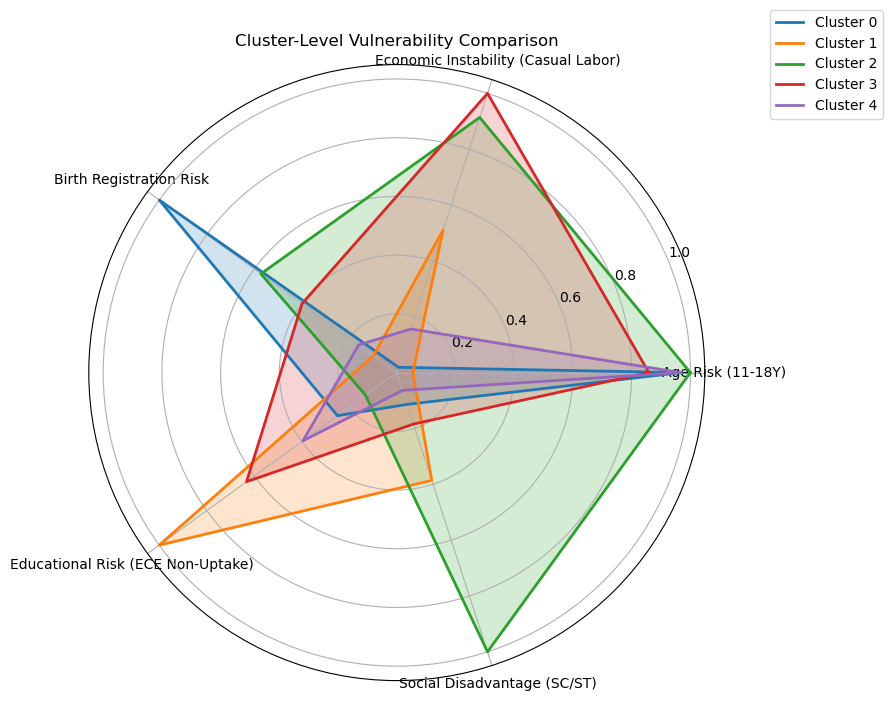 Cluster-Level Vulnerability Comparison
Cluster 0
Cluster 1
Cluster 2
Cluster 3
Cluster 4
Economic Instability (Casual Labor)
Birth Registration Risk
1.0
0.8
0.6
0.4
0.2
Age Risk (11-18Y)
Educational Risk (ECE Non-Uptake)
Social Disadvantage (SC/ST)